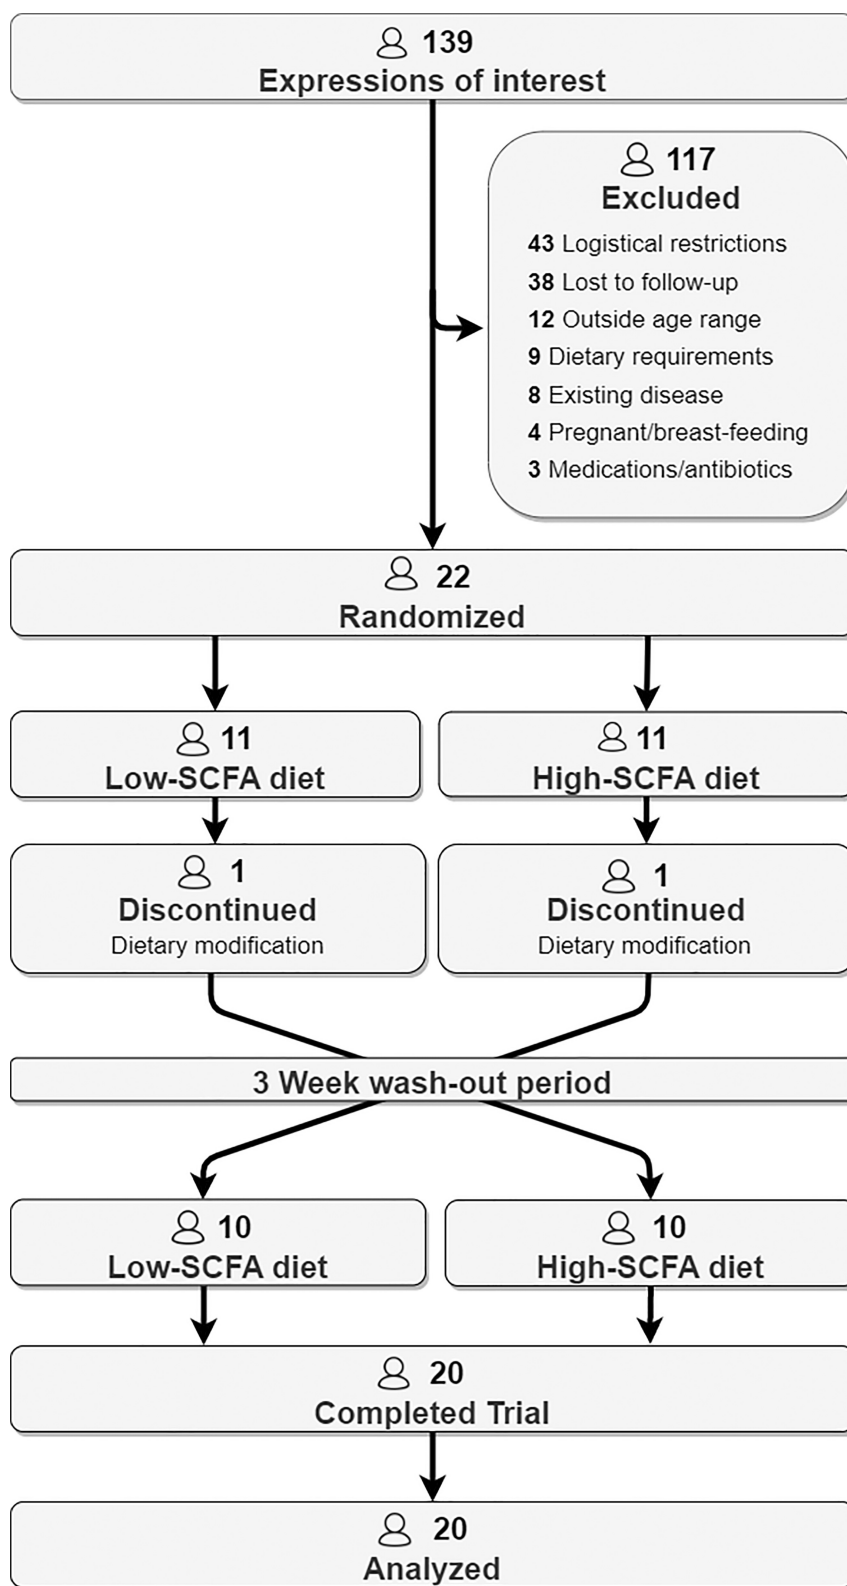 139
Expressions of interest
117
Excluded
43 Logistical restrictions
38 Lost to follow-up
12 Outside age range
9 Dietary requirements
8 Existing disease
4 Pregnant/breast-feeding
3 Medications/antibiotics
22
Randomized
11
Low-SCFA diet
11
High-SCFA diet
1
Discontinued
Dietary modification
1
Discontinued
Dietary modification
3 Week wash-out period
10
Low-SCFA diet
10
High-SCFA diet
20
Completed Trial
20
Analyzed